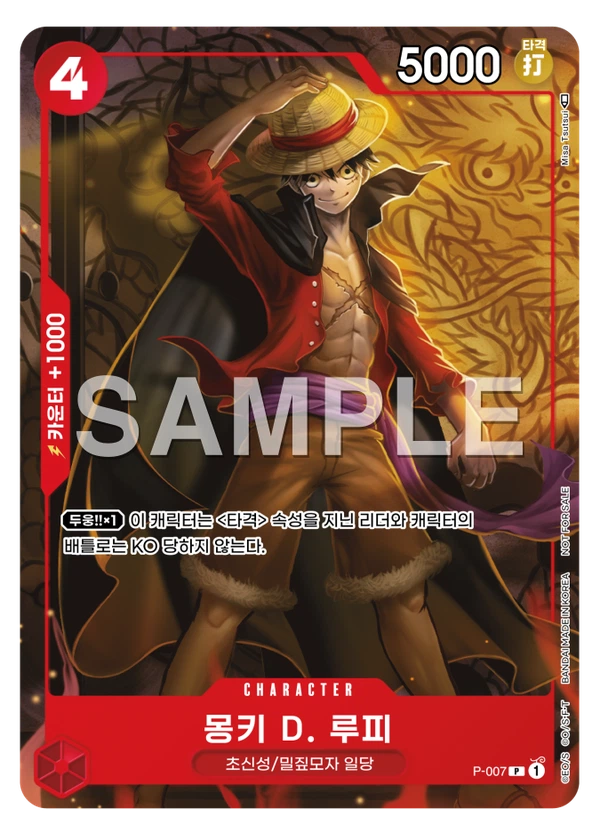 4
5000
타격
打
Misa Tsutsui
⚡카운터 +1000
SAMPLE
두웅!!×1 이 캐릭터는 <타격> 속성을 지닌 리더와 캐릭터의
배틀로는 KO 당하지 않는다.
CHARACTER
몽키 D. 루피
초신성/밀짚모자 일당
P-007 P 1
©EO/S ©O/S·F·T BANDAI MADE IN KOREA NOT FOR SALE